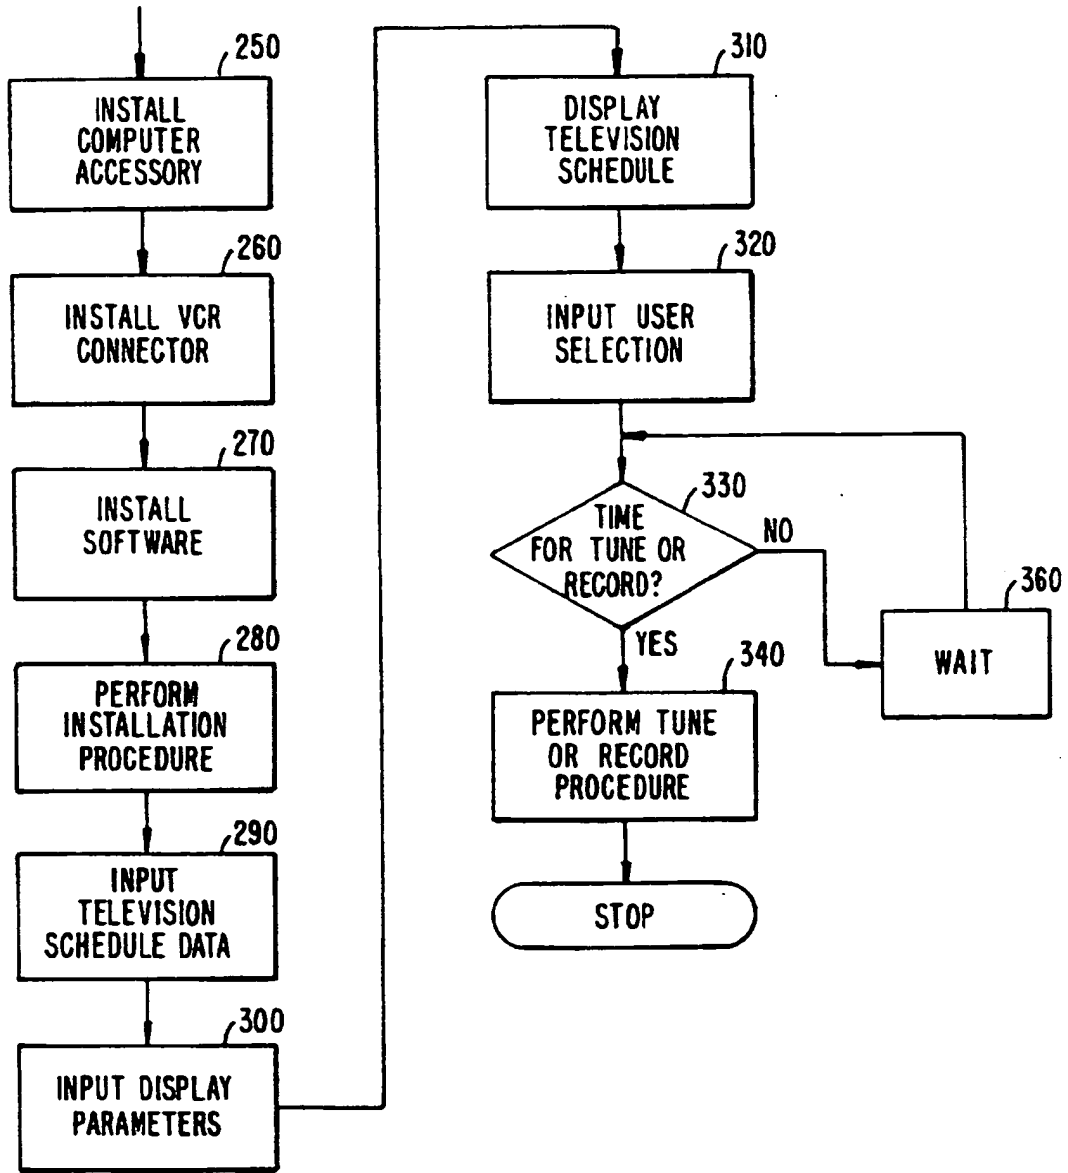 250
INSTALL
COMPUTER
ACCESSORY
260
INSTALL VCR
CONNECTOR
270
INSTALL
SOFTWARE
280
PERFORM
INSTALLATION
PROCEDURE
290
INPUT
TELEVISION
SCHEDULE DATA
300
INPUT DISPLAY
PARAMETERS
310
DISPLAY
TELEVISION
SCHEDULE
320
INPUT USER
SELECTION
330
TIME
FOR TUNE OR
RECORD?
NO
YES
360
WAIT
340
PERFORM TUNE
OR RECORD
PROCEDURE
STOP